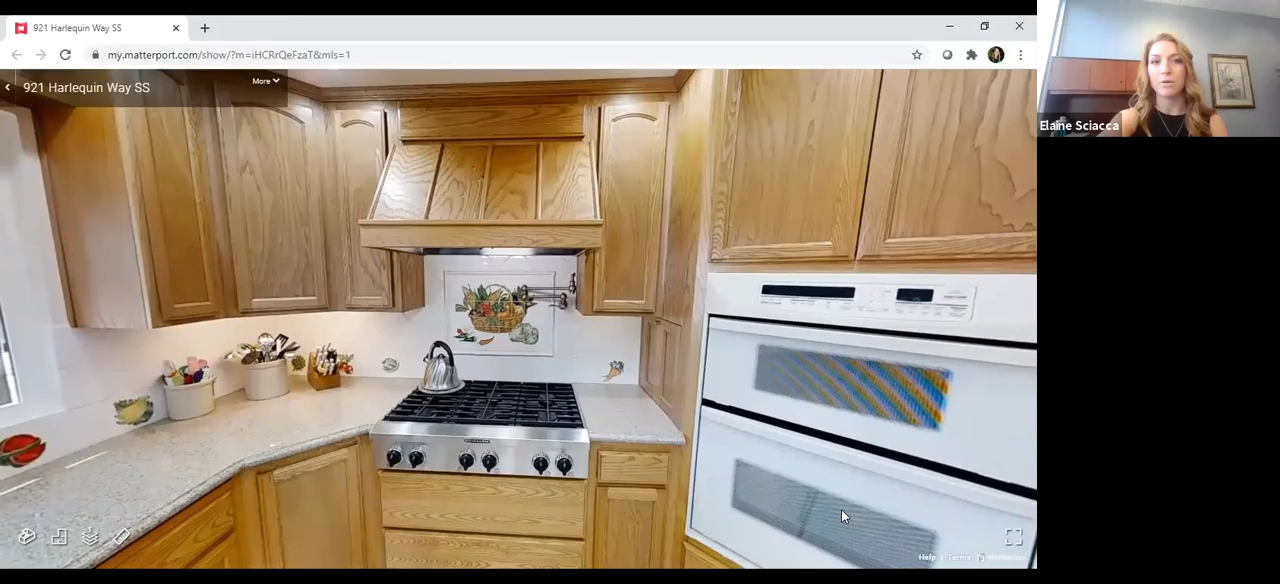 921 Harlequin Way SS
my.matterport.com/show/?m=iHCRrQeFzaT&mls=1
921 Harlequin Way SS
More
Elaine Sciacca
Help
Terms